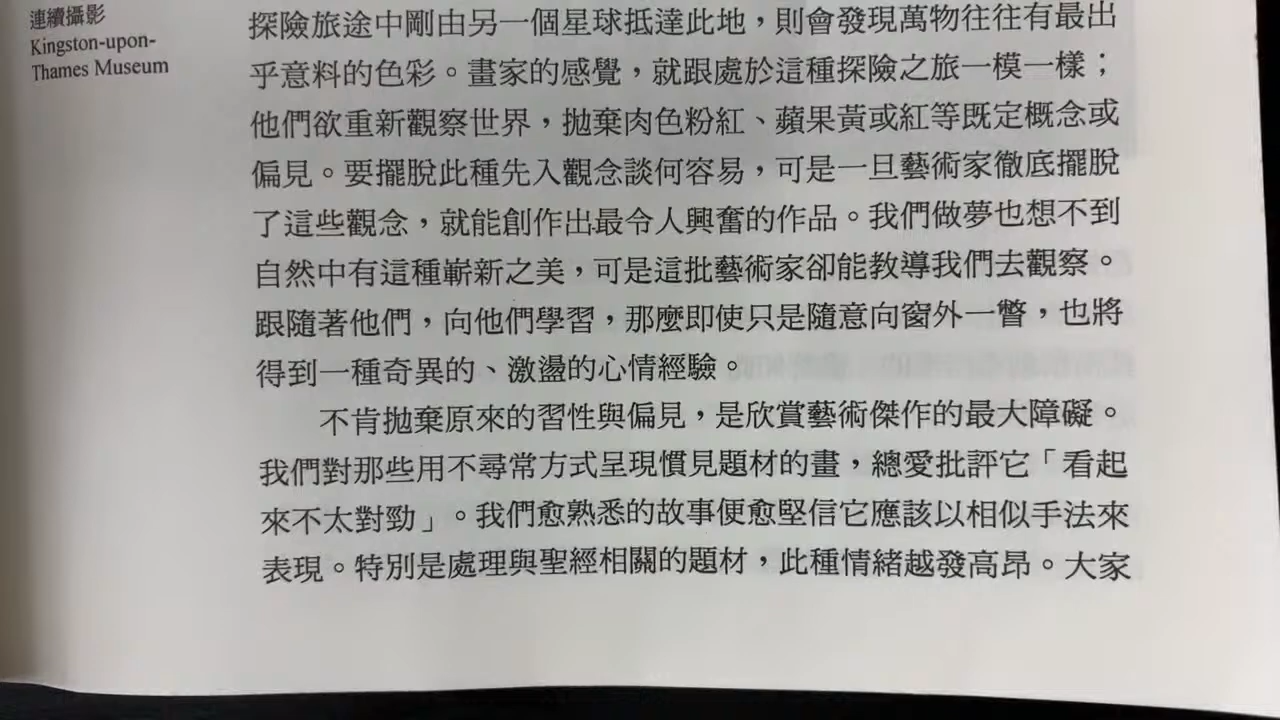 連續攝影
Kingston-upon-
Thames Museum
探險旅途中剛由另一個星球抵達此地，則會發現萬物往往有最出
乎意料的色彩。畫家的感覺，就跟處於這種探險之旅一模一樣；
他們欲重新觀察世界，拋棄肉色粉紅、蘋果黃或紅等既定概念或
偏見。要擺脫此種先入觀念談何容易，可是一旦藝術家徹底擺脫
了這些觀念，就能創作出最令人興奮的作品。我們做夢也想不到
自然中有這種嶄新之美，可是這批藝術家卻能教導我們去觀察。
跟隨著他們，向他們學習，那麼即使只是隨意向窗外一瞥，也將
得到一種奇異的、激盪的心情經驗。
不肯拋棄原來的習性與偏見，是欣賞藝術傑作的最大障礙。
我們對那些用不尋常方式呈現慣見題材的畫，總愛批評它「看起
來不太對勁」。我們愈熟悉的故事便愈堅信它應該以相似手法來
表現。特別是處理與聖經相關的題材，此種情緒越發高昂。大家